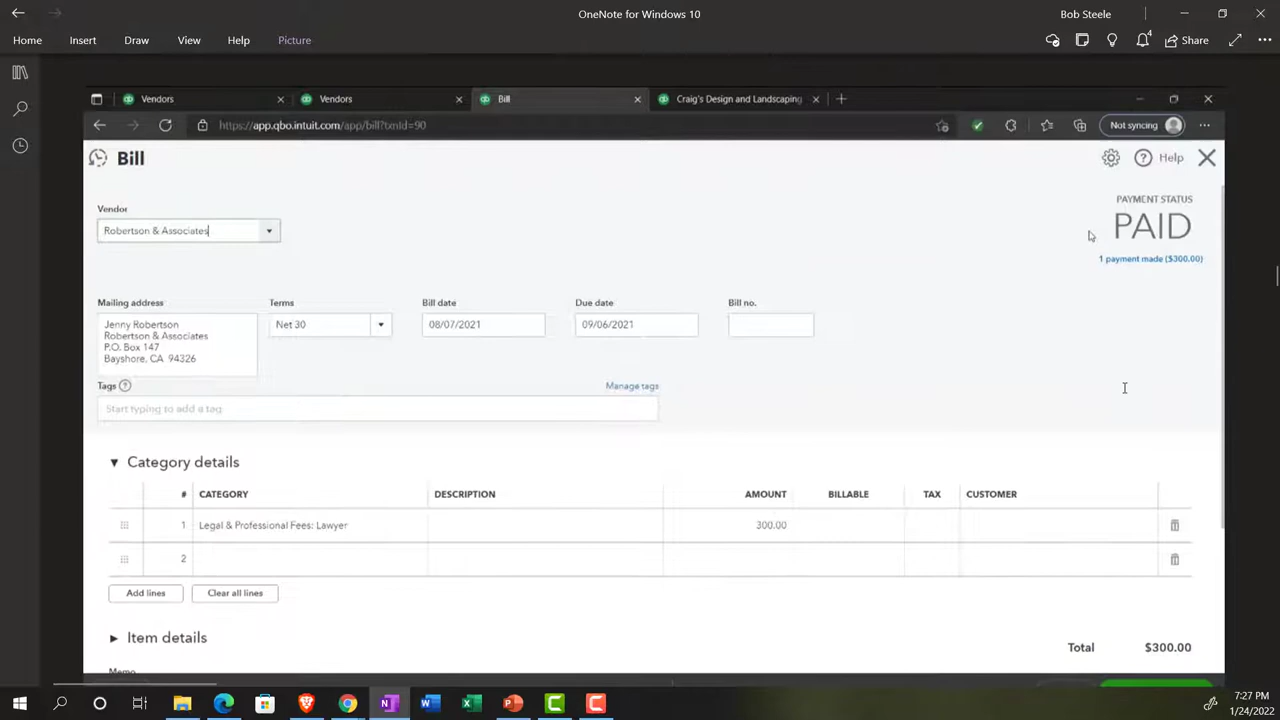 OneNote for Windows 10
Bob Steele
Home
Insert
Draw
View
Help
Picture
Share
Vendors
Vendors
Bill
Craig's Design and Landscaping
https://app.qbo.intuit.com/app/bill?txnId=90
Not syncing
Bill
Help
Vendor
PAYMENT STATUS
Robertson & Associates
PAID
1 payment made ($300.00)
Mailing address
Terms
Bill date
Due date
Bill no.
Jenny Robertson
Robertson & Associates
P.O. Box 147
Bayshore, CA 94326
Net 30
08/07/2021
09/06/2021
Tags
Manage tags
Start typing to add a tag
Category details
# CATEGORY DESCRIPTION AMOUNT BILLABLE TAX CUSTOMER
1 Legal & Professional Fees: Lawyer 300.00
2
Add lines
Clear all lines
Item details
Total $300.00
Memo
7:27 PM
1/24/2022